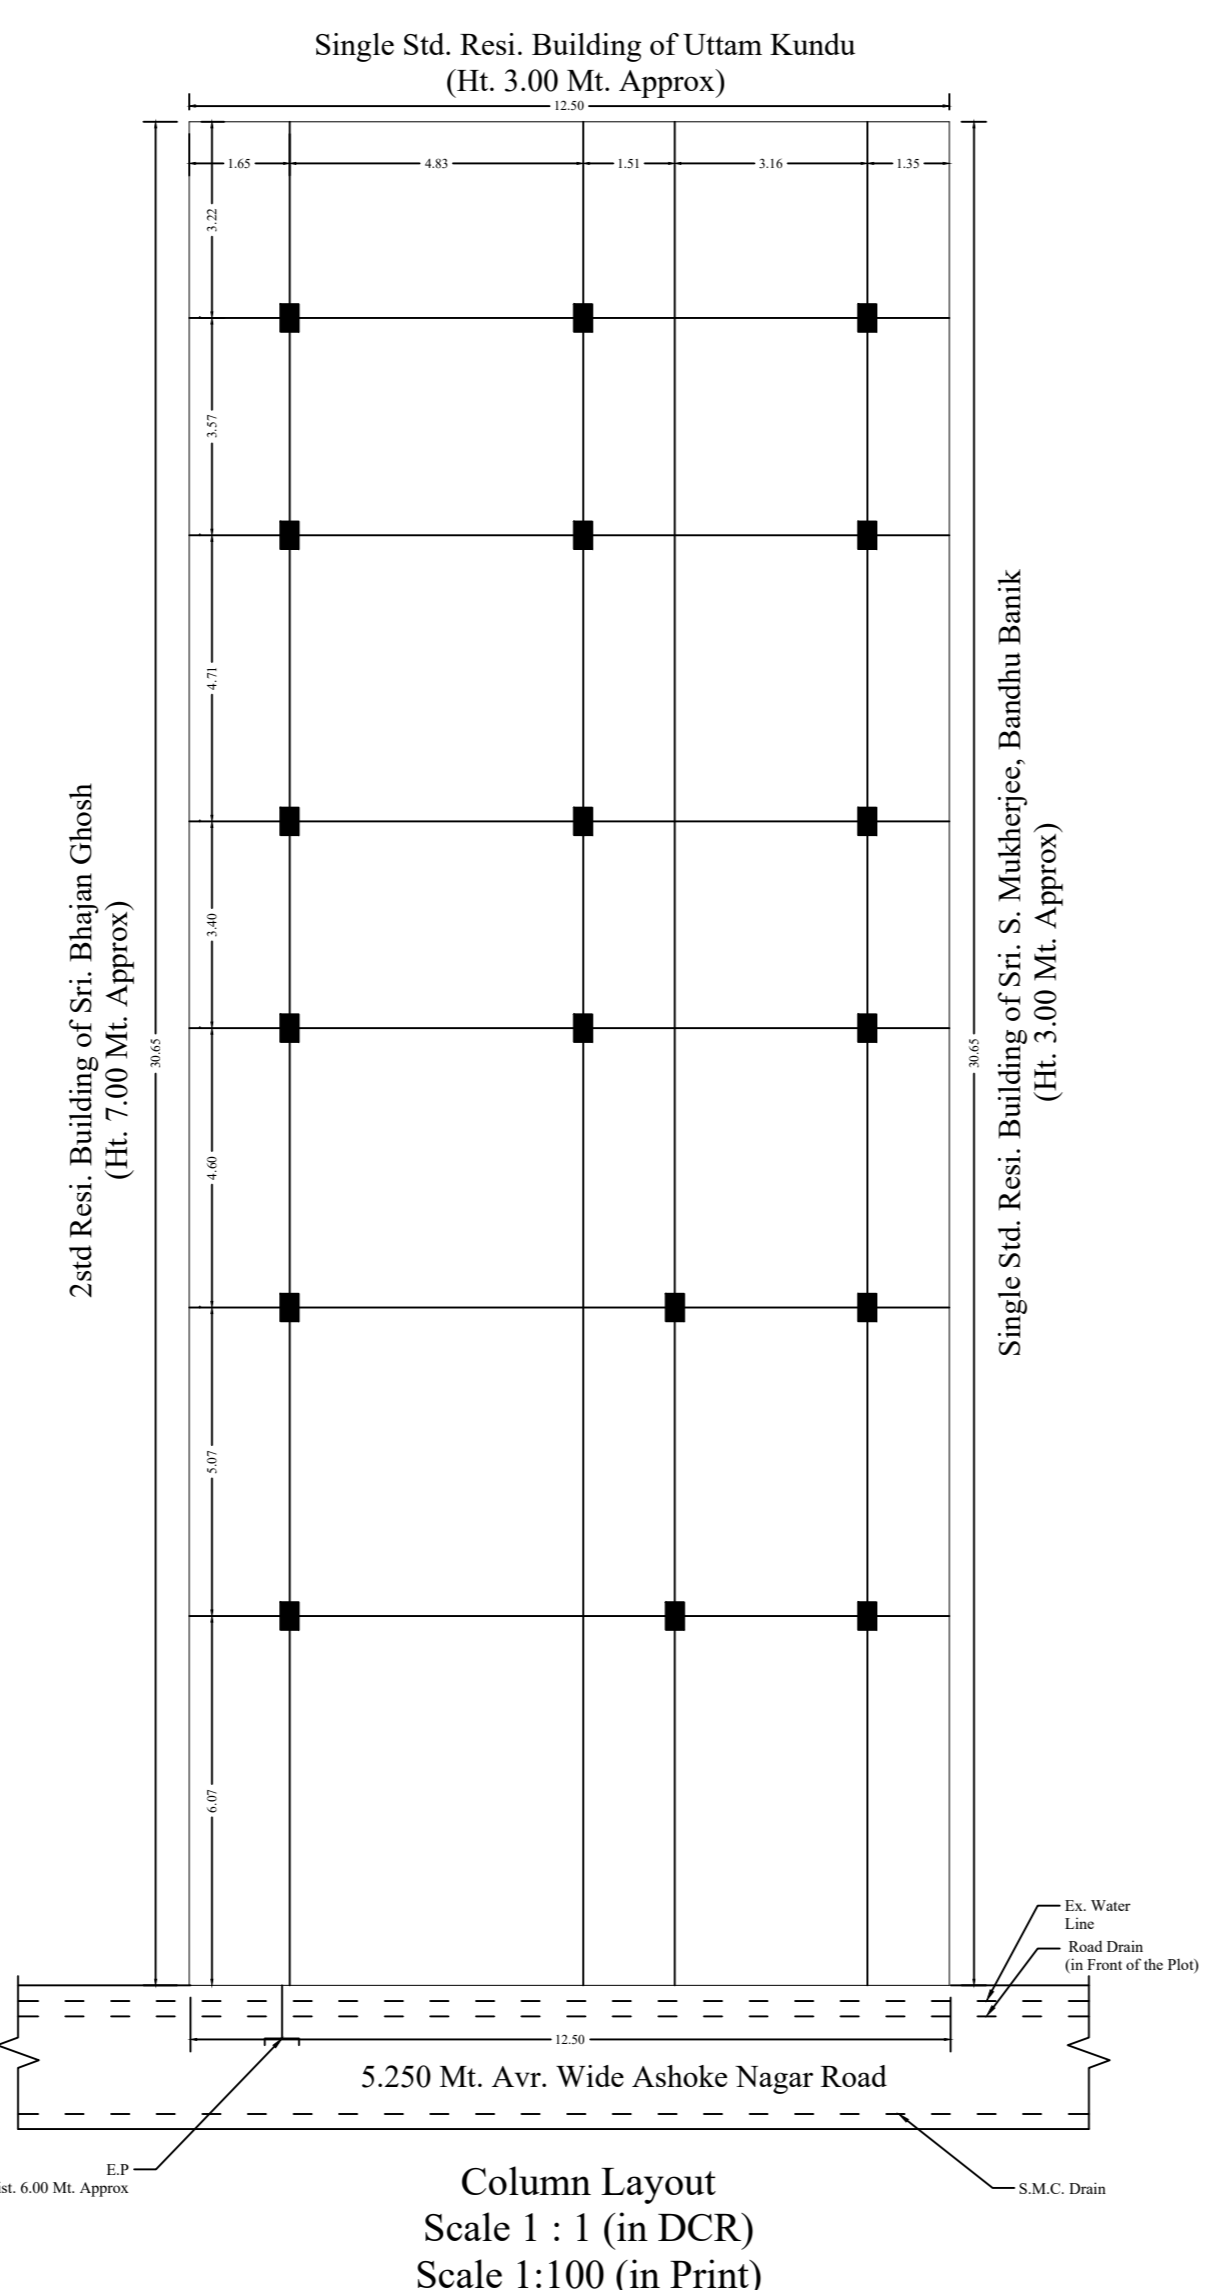 Single Std. Resi. Building of Uttam Kundu
(Ht. 3.00 Mt. Approx)
12.50
1.65
4.83
1.51
3.16
1.35
3.22
3.57
4.71
3.40
4.60
5.07
6.07
2std Resi. Building of Sri. Bhajan Ghosh
(Ht. 7.00 Mt. Approx)
30.65
30.65
Single Std. Resi. Building of Sri. S. Mukherjee, Bandhu Banik
(Ht. 3.00 Mt. Approx)
Ex. Water
Line
Road Drain
(in Front of the Plot)
12.50
5.250 Mt. Avr. Wide Ashoke Nagar Road
E.P
6.00 Mt. Approx
S.M.C. Drain
Column Layout
Scale 1 : 1 (in DCR)
Scale 1:100 (in Print)